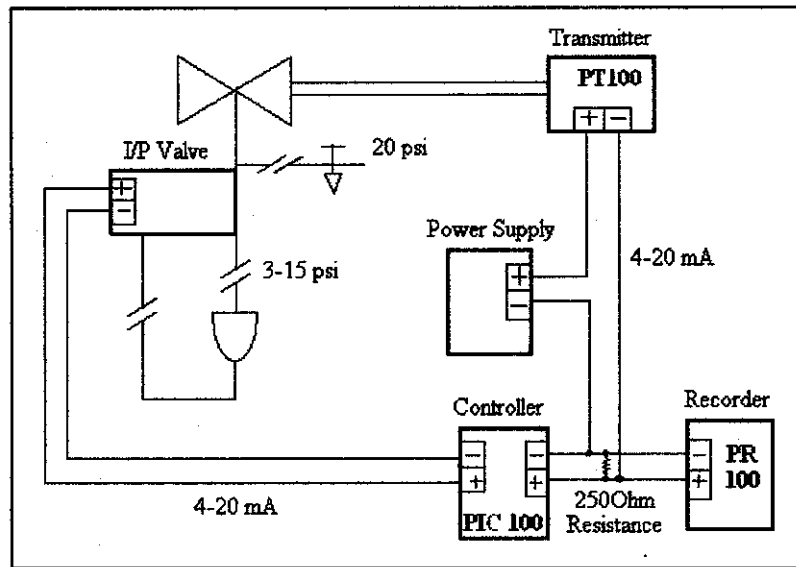 Transmitter
PT100
+ −
I/P Valve
20 psi
+
−
Power Supply
3-15 psi
+
−
4-20 mA
Controller
Recorder
− −
+ +
PIC 100
−
+
PR
100
4-20 mA
250Ohm
Resistance